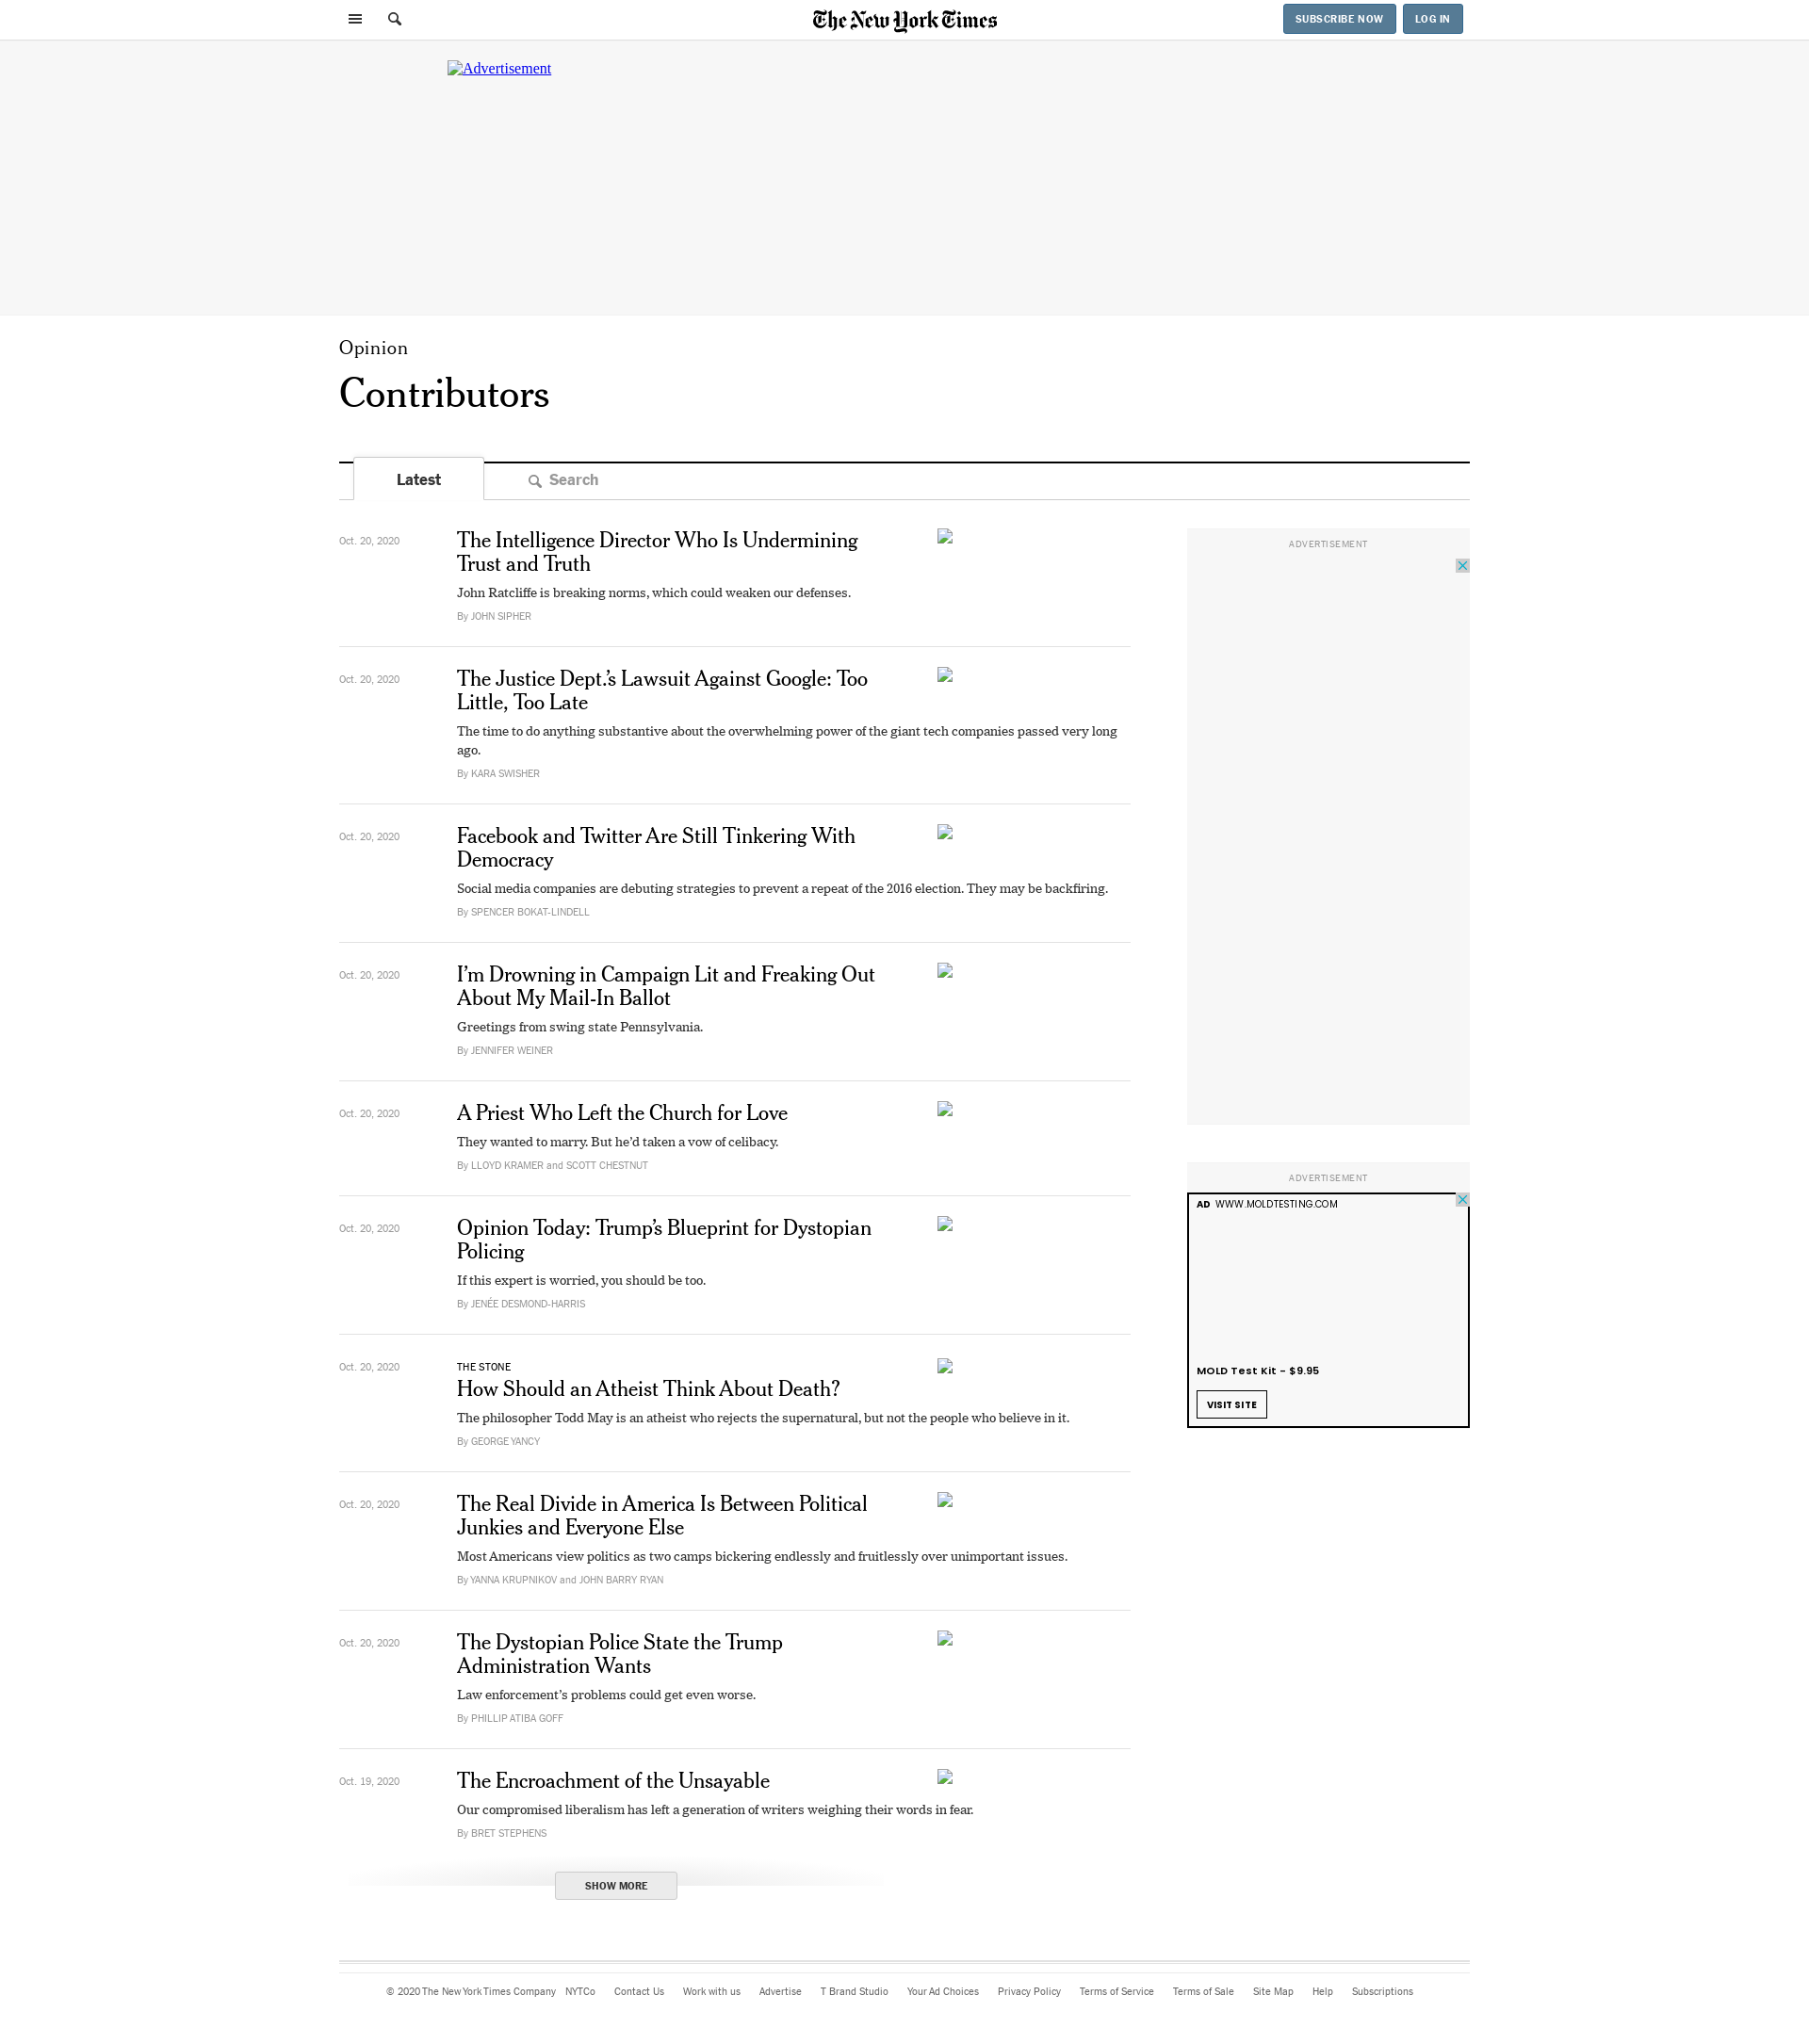 The New York Times
SUBSCRIBE NOW
LOG IN
Advertisement
Opinion
Contributors
Latest
Search
Oct. 20, 2020
The Intelligence Director Who Is Undermining
Trust and Truth
John Ratcliffe is breaking norms, which could weaken our defenses.
By JOHN SIPHER
Oct. 20, 2020
The Justice Dept.’s Lawsuit Against Google: Too
Little, Too Late
The time to do anything substantive about the overwhelming power of the giant tech companies passed very long
ago.
By KARA SWISHER
Oct. 20, 2020
Facebook and Twitter Are Still Tinkering With
Democracy
Social media companies are debuting strategies to prevent a repeat of the 2016 election. They may be backfiring.
By SPENCER BOKAT-LINDELL
Oct. 20, 2020
I’m Drowning in Campaign Lit and Freaking Out
About My Mail-In Ballot
Greetings from swing state Pennsylvania.
By JENNIFER WEINER
Oct. 20, 2020
A Priest Who Left the Church for Love
They wanted to marry. But he’d taken a vow of celibacy.
By LLOYD KRAMER and SCOTT CHESTNUT
Oct. 20, 2020
Opinion Today: Trump’s Blueprint for Dystopian
Policing
If this expert is worried, you should be too.
By JENÉE DESMOND-HARRIS
Oct. 20, 2020
THE STONE
How Should an Atheist Think About Death?
The philosopher Todd May is an atheist who rejects the supernatural, but not the people who believe in it.
By GEORGE YANCY
Oct. 20, 2020
The Real Divide in America Is Between Political
Junkies and Everyone Else
Most Americans view politics as two camps bickering endlessly and fruitlessly over unimportant issues.
By YANNA KRUPNIKOV and JOHN BARRY RYAN
Oct. 20, 2020
The Dystopian Police State the Trump
Administration Wants
Law enforcement’s problems could get even worse.
By PHILLIP ATIBA GOFF
Oct. 19, 2020
The Encroachment of the Unsayable
Our compromised liberalism has left a generation of writers weighing their words in fear.
By BRET STEPHENS
SHOW MORE
ADVERTISEMENT
ADVERTISEMENT
AD WWW.MOLDTESTING.COM
MOLD Test Kit - $9.95
VISIT SITE
© 2020 The New York Times Company NYTCo Contact Us Work with us Advertise T Brand Studio Your Ad Choices Privacy Policy Terms of Service Terms of Sale Site Map Help Subscriptions